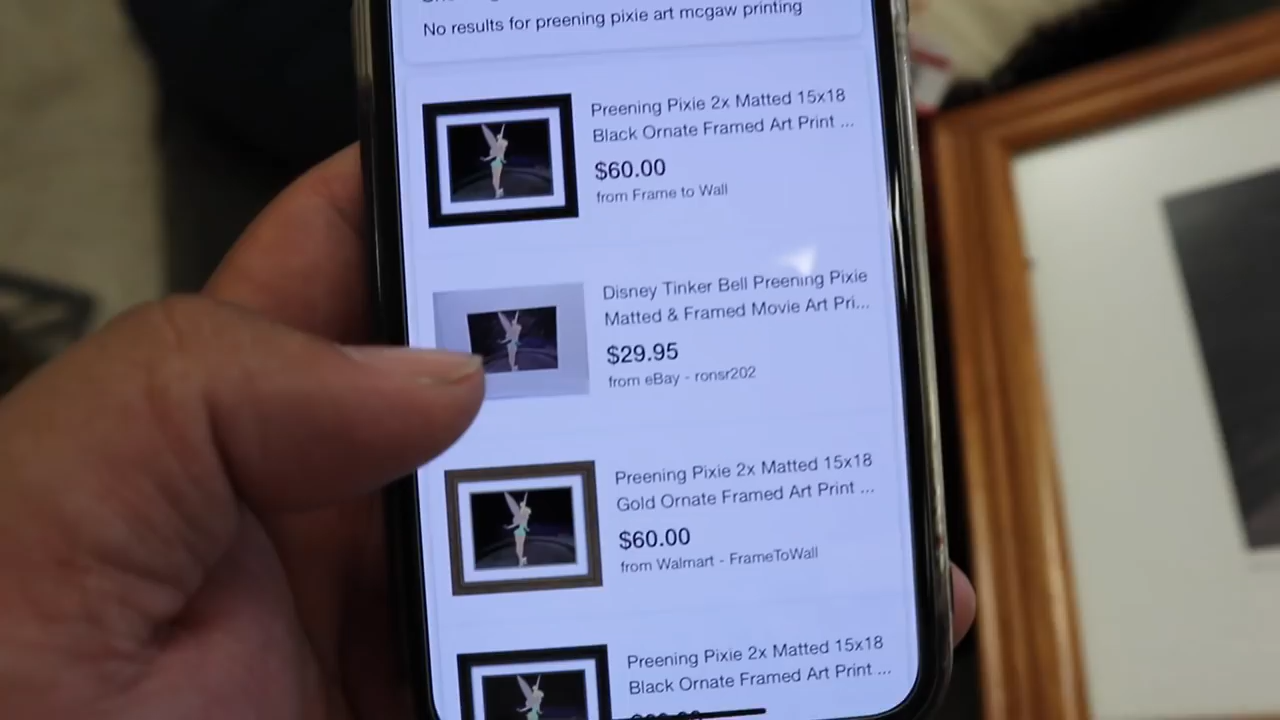 No results for preening pixie art mcgaw printing
Preening Pixie 2x Matted 15x18
Black Ornate Framed Art Print ...
$60.00
from Frame to Wall
Disney Tinker Bell Preening Pixie
Matted & Framed Movie Art Pri...
$29.95
from eBay - ronsr202
Preening Pixie 2x Matted 15x18
Gold Ornate Framed Art Print ...
$60.00
from Walmart - FrameToWall
Preening Pixie 2x Matted 15x18
Black Ornate Framed Art Print ...